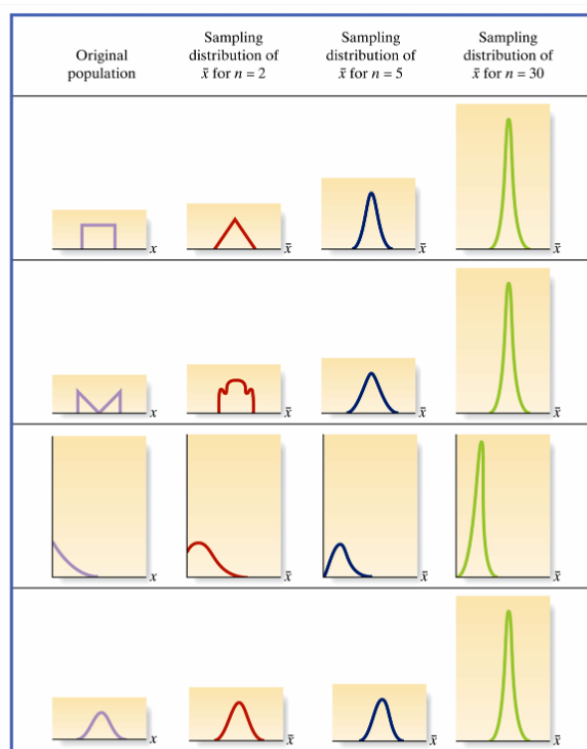 Original
population
Sampling
distribution of
x̄ for n = 2
Sampling
distribution of
x̄ for n = 5
Sampling
distribution of
x̄ for n = 30
x
x̄
x̄
x̄
x
x̄
x̄
x̄
x
x̄
x̄
x̄
x
x̄
x̄
x̄